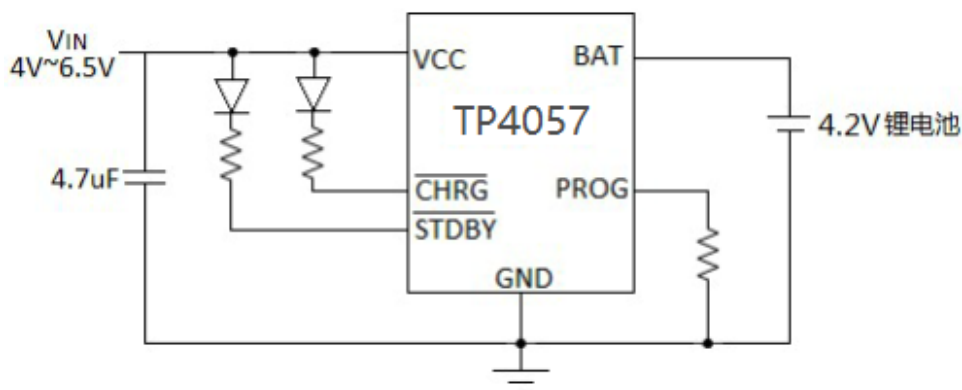 VIN
4V~6.5V
4.7uF
VCC
BAT
TP4057
4.2V锂电池
CHRG
PROG
STDBY
GND